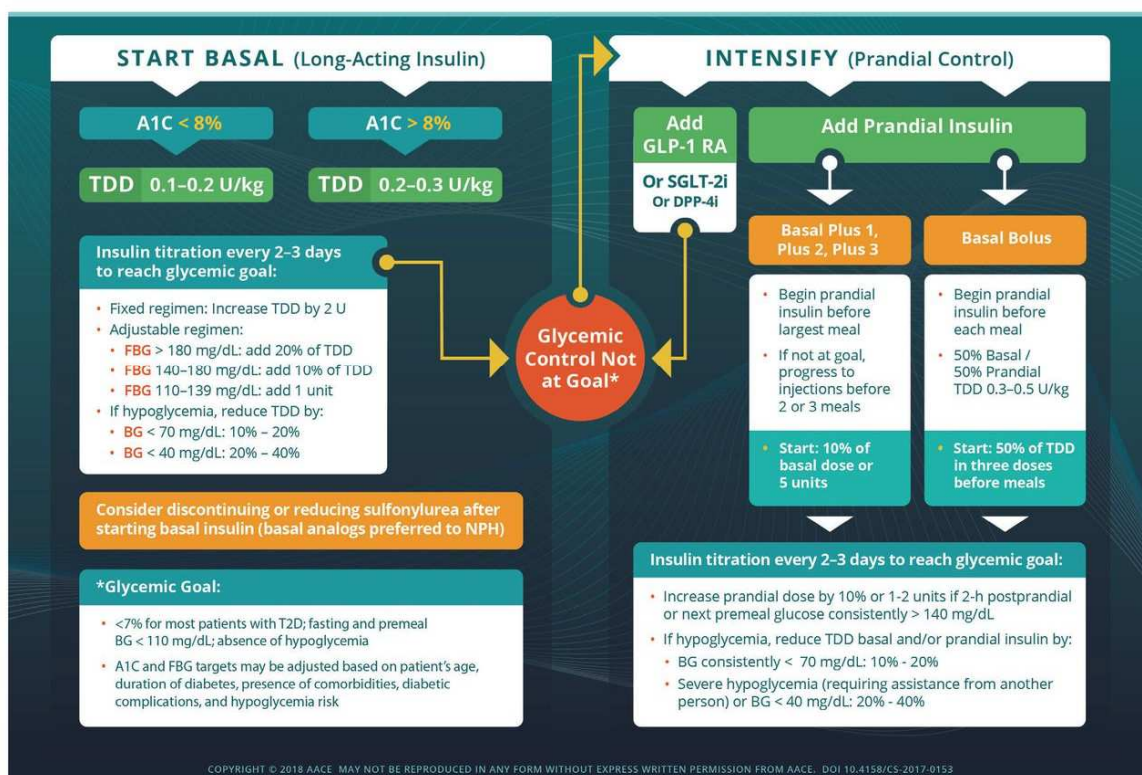 START BASAL (Long-Acting Insulin)
A1C < 8%
A1C > 8%
TDD 0.1–0.2 U/kg
TDD 0.2–0.3 U/kg
Insulin titration every 2–3 days
to reach glycemic goal:
• Fixed regimen: Increase TDD by 2 U
• Adjustable regimen:
• FBG > 180 mg/dL: add 20% of TDD
• FBG 140–180 mg/dL: add 10% of TDD
• FBG 110–139 mg/dL: add 1 unit
• If hypoglycemia, reduce TDD by:
• BG < 70 mg/dL: 10% – 20%
• BG < 40 mg/dL: 20% – 40%
Consider discontinuing or reducing sulfonylurea after
starting basal insulin (basal analogs preferred to NPH)
*Glycemic Goal:
• <7% for most patients with T2D; fasting and premeal
BG < 110 mg/dL; absence of hypoglycemia
• A1C and FBG targets may be adjusted based on patient's age,
duration of diabetes, presence of comorbidities, diabetic
complications, and hypoglycemia risk
Glycemic
Control Not
at Goal*
INTENSIFY (Prandial Control)
Add
GLP-1 RA
Or SGLT-2i
Or DPP-4i
Add Prandial Insulin
Basal Plus 1,
Plus 2, Plus 3
• Begin prandial
insulin before
largest meal
• If not at goal,
progress to
injections before
2 or 3 meals
• Start: 10% of
basal dose or
5 units
Basal Bolus
• Begin prandial
insulin before
each meal
• 50% Basal /
50% Prandial
TDD 0.3–0.5 U/kg
• Start: 50% of TDD
in three doses
before meals
Insulin titration every 2–3 days to reach glycemic goal:
• Increase prandial dose by 10% or 1-2 units if 2-h postprandial
or next premeal glucose consistently > 140 mg/dL
• If hypoglycemia, reduce TDD basal and/or prandial insulin by:
• BG consistently < 70 mg/dL: 10% - 20%
• Severe hypoglycemia (requiring assistance from another
person) or BG < 40 mg/dL: 20% - 40%
COPYRIGHT © 2018 AACE MAY NOT BE REPRODUCED IN ANY FORM WITHOUT EXPRESS WRITTEN PERMISSION FROM AACE. DOI 10.4158/CS-2017-0153